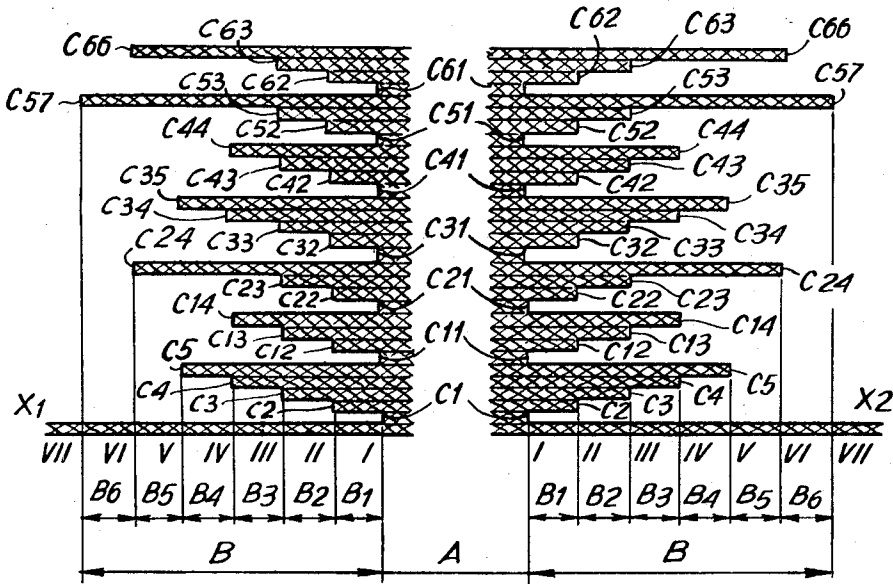 C66 C63 C62 C61 C62 C63 C66
C57 C53 C52 C51 C52 C53 C57
C44 C43 C42 C41 C42 C43 C44
C35 C34 C33 C32 C31 C32 C33 C34 C35
C24 C23 C22 C21 C22 C23 C24
C14 C13 C12 C11 C12 C13 C14
C5 C4 C3 C2 C1 C2 C3 C4 C5
X1 X2
VII VI V IV III II I I II III IV V VI VII
B6 B5 B4 B3 B2 B1 B1 B2 B3 B4 B5 B6
B A B